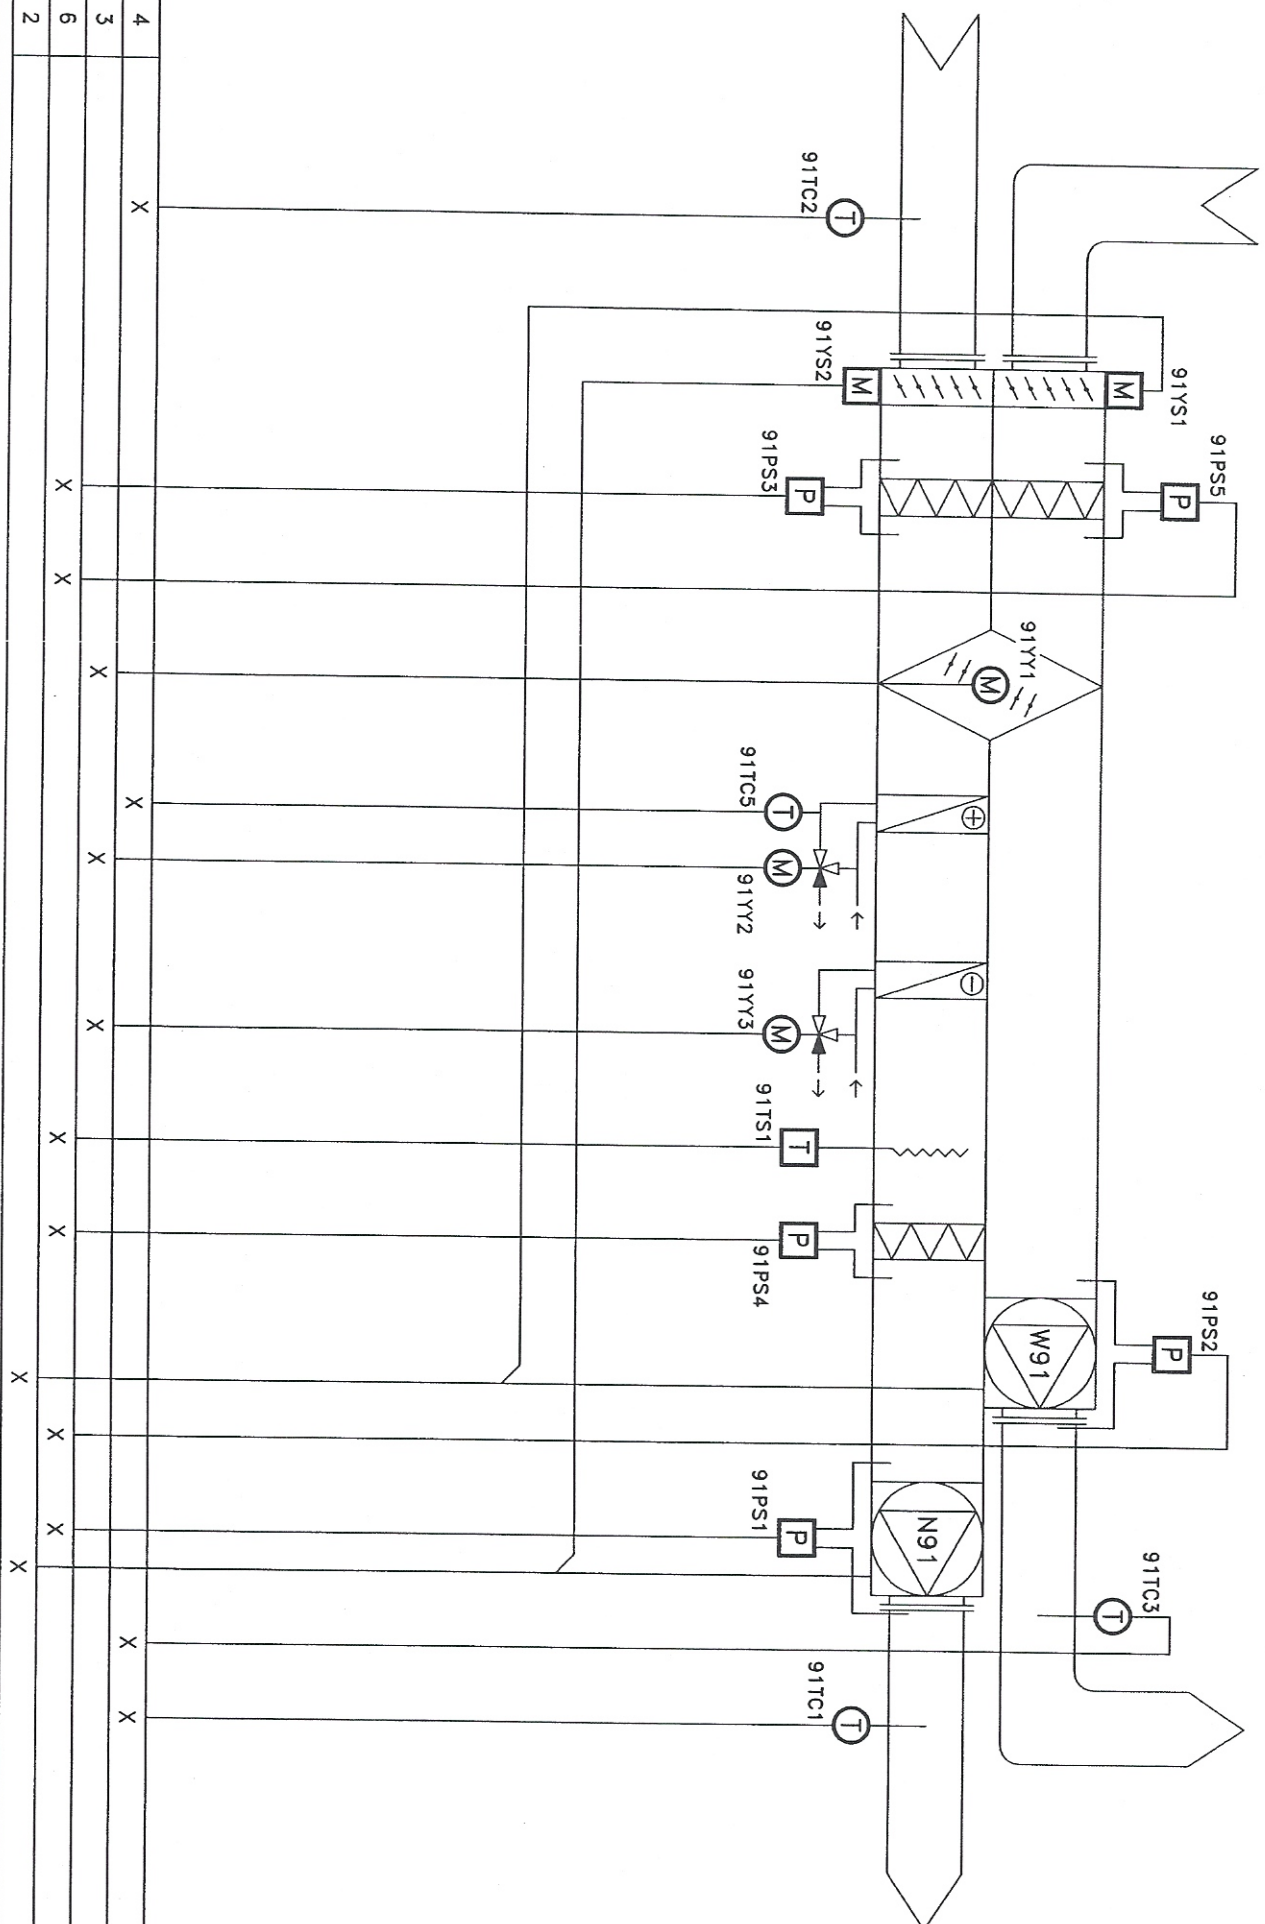 91PS5
91PS2
91YS1
P
P
91TC3
M
T
91YY1
W91
M
+
−
N91
91TC2
T
91YS2
M
91TC1
T
91PS3
P
91TC5
T
M
91YY2
91YY3
M
91TS1
T
P
91PS4
91PS1
P
4 X X X X
3 X X X
6 X X X X X X
2 X X